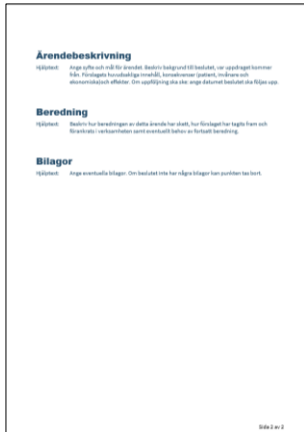 Ärendebeskrivning
Hjälptext: Ange syfte och mål för ärendet. Beskriv bakgrund till beslutet, var uppdraget kommer
från. Förslagets huvudsakliga innehåll, konsekvenser (patient, invånare och
ekonomiska)och effekter. Om uppföljning ska ske: ange datumet beslutet ska följas upp.
Beredning
Hjälptext: Beskriv hur beredningen av detta ärende har skett, hur förslaget har tagits fram och
förankrats i verksamheten samt eventuellt behov av fortsatt beredning.
Bilagor
Hjälptext: Ange eventuella bilagor. Om beslutet inte har några bilagor kan punkten tas bort.
Sida 2 av 2